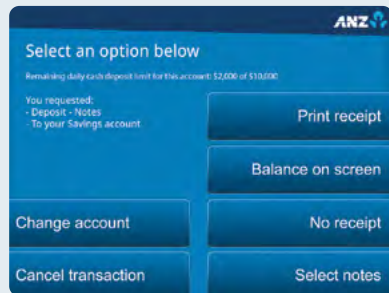 ANZ
Select an option below
Remaining daily cash deposit limit for this account: $2,000 of $10,000
You requested:
- Deposit - Notes
- To your Savings account
Print receipt
Balance on screen
Change account
No receipt
Cancel transaction
Select notes